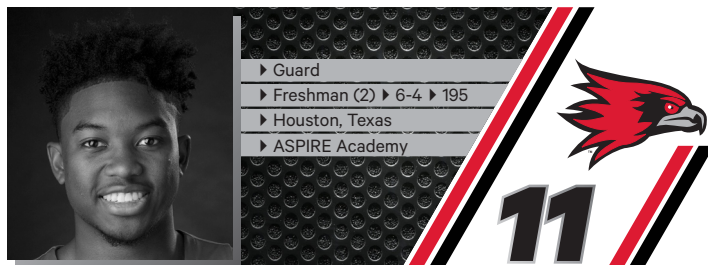 Guard
Freshman (2) 6-4 195
Houston, Texas
ASPIRE Academy
11